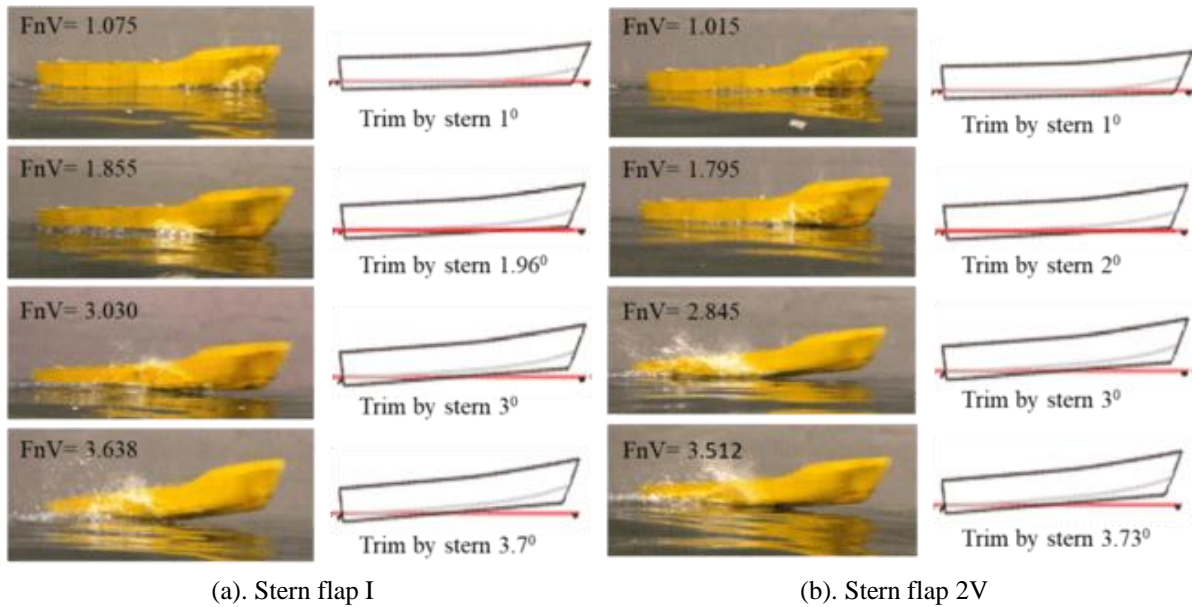 FnV= 1.075
Trim by stern 1⁰
FnV= 1.855
Trim by stern 1.96⁰
FnV= 3.030
Trim by stern 3⁰
FnV= 3.638
Trim by stern 3.7⁰
(a). Stern flap I
FnV= 1.015
Trim by stern 1⁰
FnV= 1.795
Trim by stern 2⁰
FnV= 2.845
Trim by stern 3⁰
FnV= 3.512
Trim by stern 3.73⁰
(b). Stern flap 2V